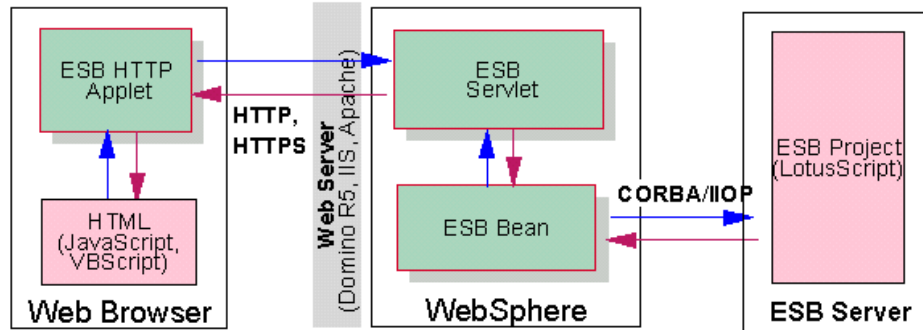 ESB HTTP
Applet
HTML
(JavaScript,
VBScript)
Web Browser
HTTP,
HTTPS
Web Server
(Domino R5, IIS, Apache)
ESB
Servlet
ESB Bean
WebSphere
CORBA/IIOP
ESB Project
(LotusScript)
ESB Server